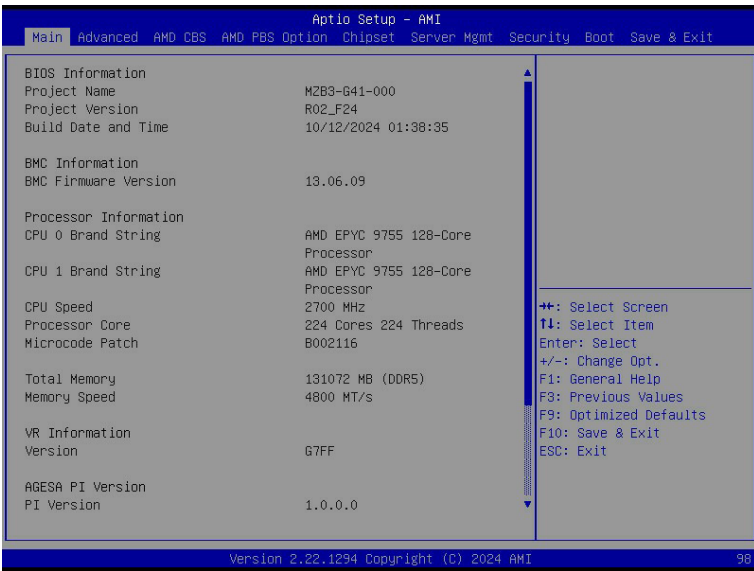 Aptio Setup – AMI
Main Advanced AMD CBS AMD PBS Option Chipset Server Mgmt Security Boot Save & Exit
BIOS Information
Project Name MZB3-G41-000
Project Version R02_F24
Build Date and Time 10/12/2024 01:38:35
BMC Information
BMC Firmware Version 13.06.09
Processor Information
CPU 0 Brand String AMD EPYC 9755 128-Core
Processor
CPU 1 Brand String AMD EPYC 9755 128-Core
Processor
CPU Speed 2700 MHz
Processor Core 224 Cores 224 Threads
Microcode Patch B002116
Total Memory 131072 MB (DDR5)
Memory Speed 4800 MT/s
VR Information
Version G7FF
AGESA PI Version
PI Version 1.0.0.0
→←: Select Screen
↑↓: Select Item
Enter: Select
+/-: Change Opt.
F1: General Help
F3: Previous Values
F9: Optimized Defaults
F10: Save & Exit
ESC: Exit
Version 2.22.1294 Copyright (C) 2024 AMI
98